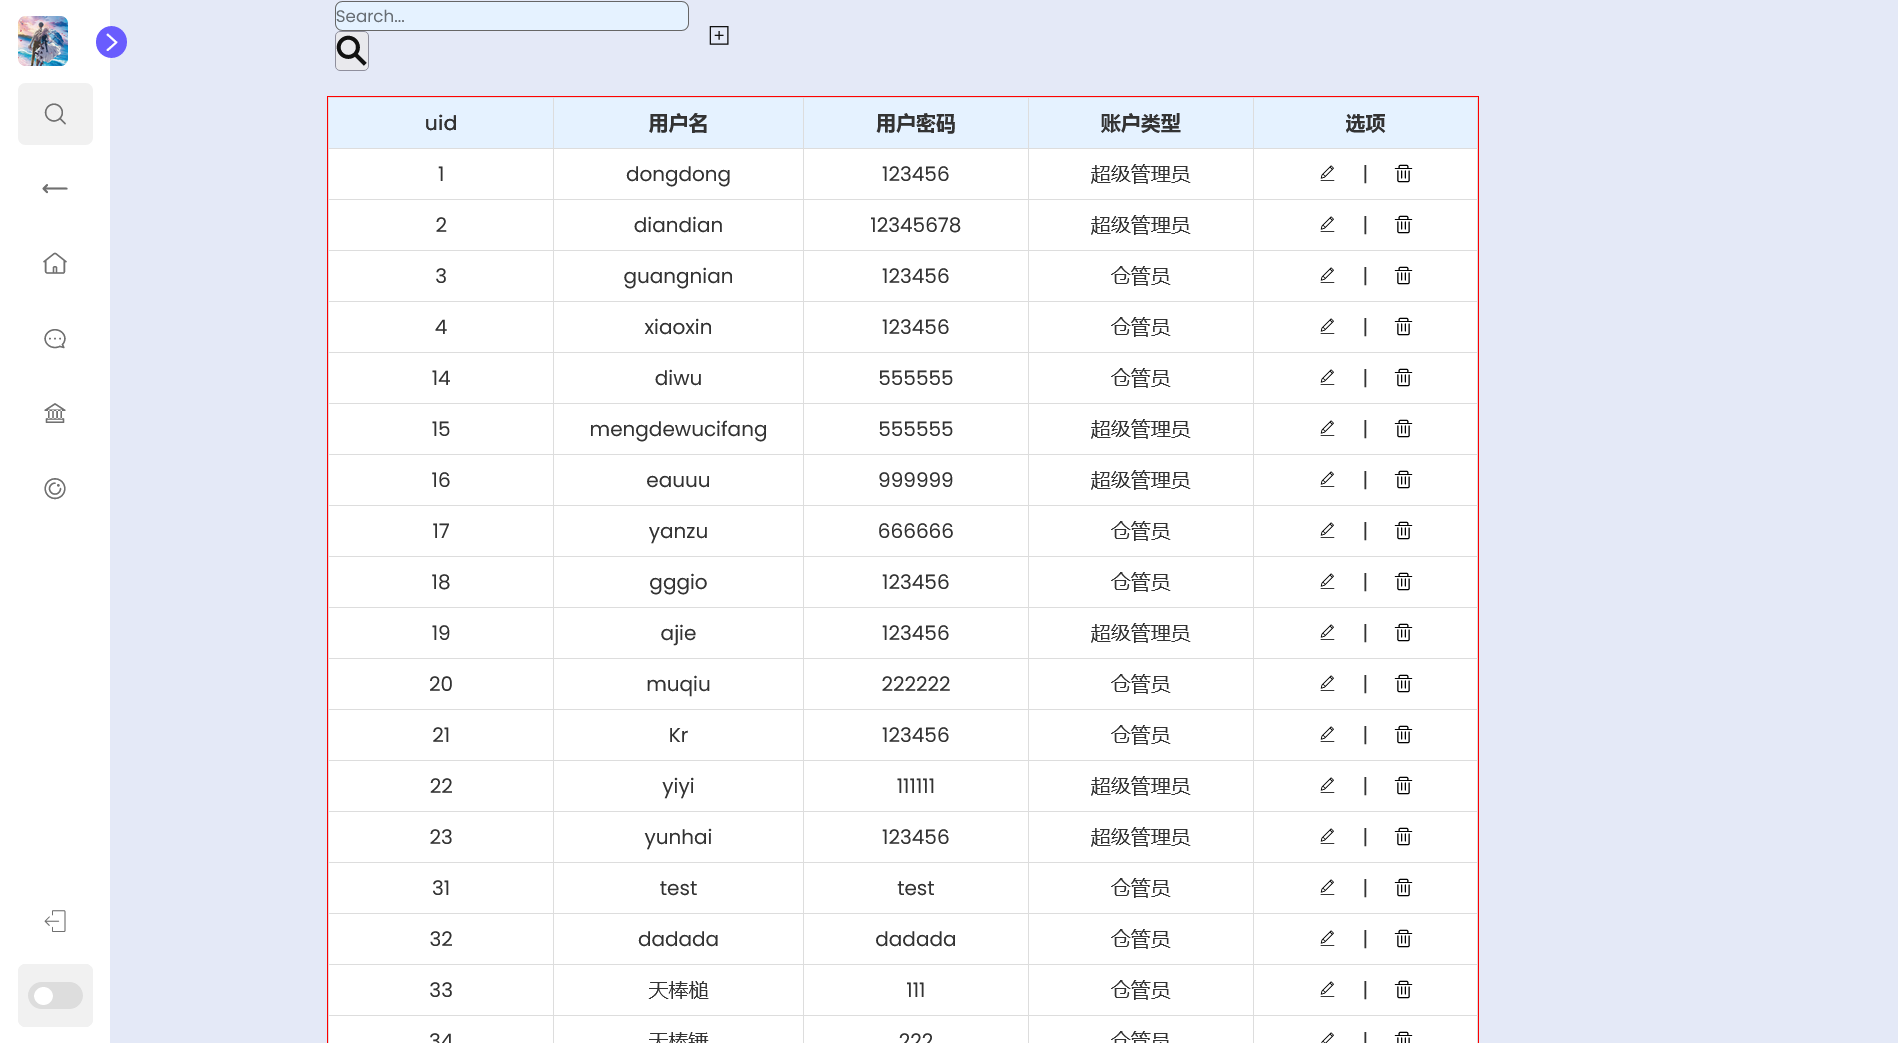 Search...
uid 用户名 用户密码 账户类型 选项
1 dongdong 123456 超级管理员 |
2 diandian 12345678 超级管理员 |
3 guangnian 123456 仓管员 |
4 xiaoxin 123456 仓管员 |
14 diwu 555555 仓管员 |
15 mengdewucifang 555555 超级管理员 |
16 eauuu 999999 超级管理员 |
17 yanzu 666666 仓管员 |
18 gggio 123456 仓管员 |
19 ajie 123456 超级管理员 |
20 muqiu 222222 仓管员 |
21 Kr 123456 仓管员 |
22 yiyi 111111 超级管理员 |
23 yunhai 123456 超级管理员 |
31 test test 仓管员 |
32 dadada dadada 仓管员 |
33 天棒槌 111 仓管员 |
34 天棒锤 222 仓管员 |